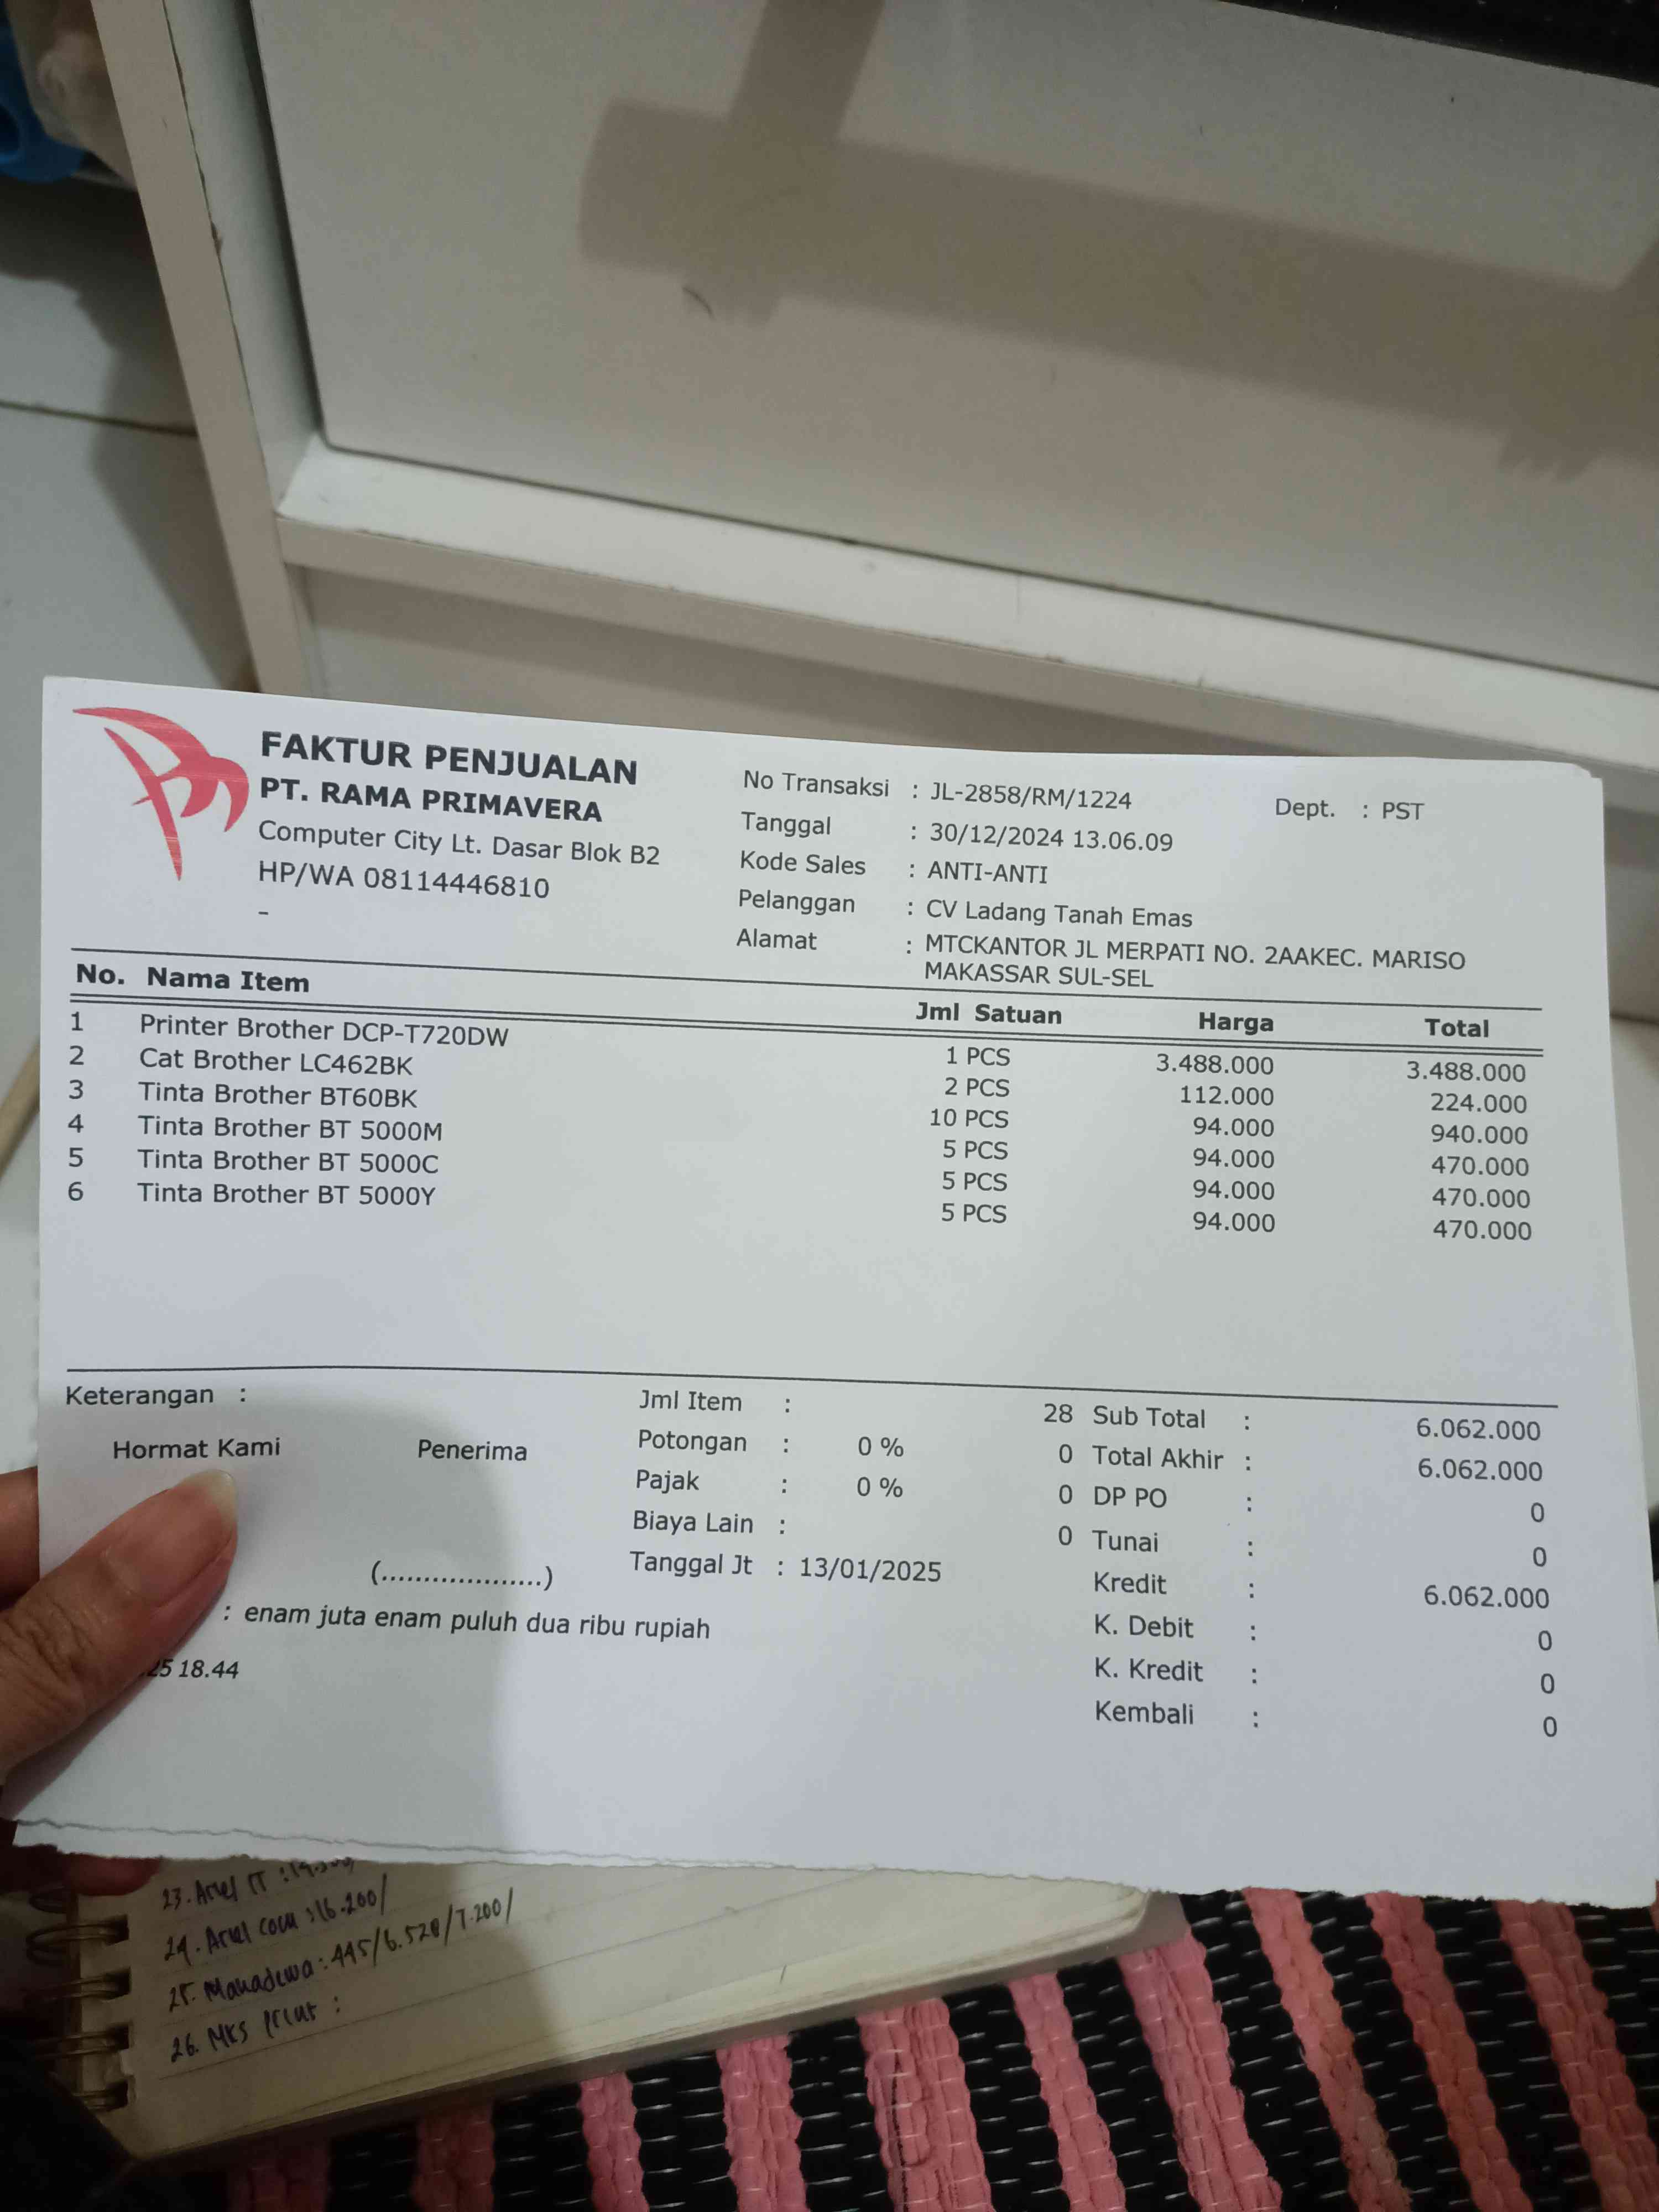 FAKTUR PENJUALAN
PT. RAMA PRIMAVERA
Computer City Lt. Dasar Blok B2
HP/WA 08114446810
-
No Transaksi : JL-2858/RM/1224 Dept. : PST
Tanggal : 30/12/2024 13.06.09
Kode Sales : ANTI-ANTI
Pelanggan : CV Ladang Tanah Emas
Alamat : MTCKANTOR JL MERPATI NO. 2AAKEC. MARISO
MAKASSAR SUL-SEL
No. Nama Item Jml Satuan Harga Total
1 Printer Brother DCP-T720DW 1 PCS 3.488.000 3.488.000
2 Cat Brother LC462BK 2 PCS 112.000 224.000
3 Tinta Brother BT60BK 10 PCS 94.000 940.000
4 Tinta Brother BT 5000M 5 PCS 94.000 470.000
5 Tinta Brother BT 5000C 5 PCS 94.000 470.000
6 Tinta Brother BT 5000Y 5 PCS 94.000 470.000
Keterangan :
Hormat Kami Penerima
(...................)
: enam juta enam puluh dua ribu rupiah
25 18.44
Jml Item : 28
Potongan : 0 % 0
Pajak : 0 % 0
Biaya Lain : 0
Tanggal Jt : 13/01/2025
Sub Total : 6.062.000
Total Akhir : 6.062.000
DP PO : 0
Tunai : 0
Kredit : 6.062.000
K. Debit : 0
K. Kredit : 0
Kembali : 0
23. Ariel IT :
24. Ariel com : 16.200/
25. Mahadewa : 445/6.528/7.200/
26. MKS print :